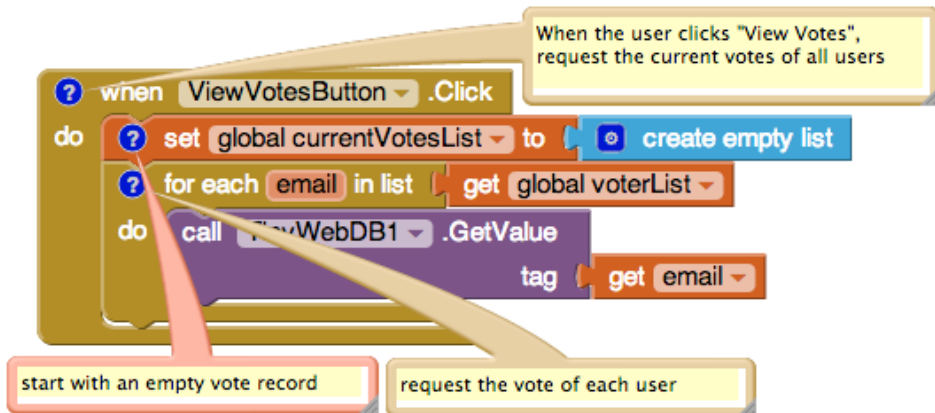 When the user clicks "View Votes",
request the current votes of all users
? when ViewVotesButton .Click
do ? set global currentVotesList to create empty list
? for each email in list get global voterList
do call TinyWebDB1 .GetValue
tag get email
start with an empty vote record
request the vote of each user